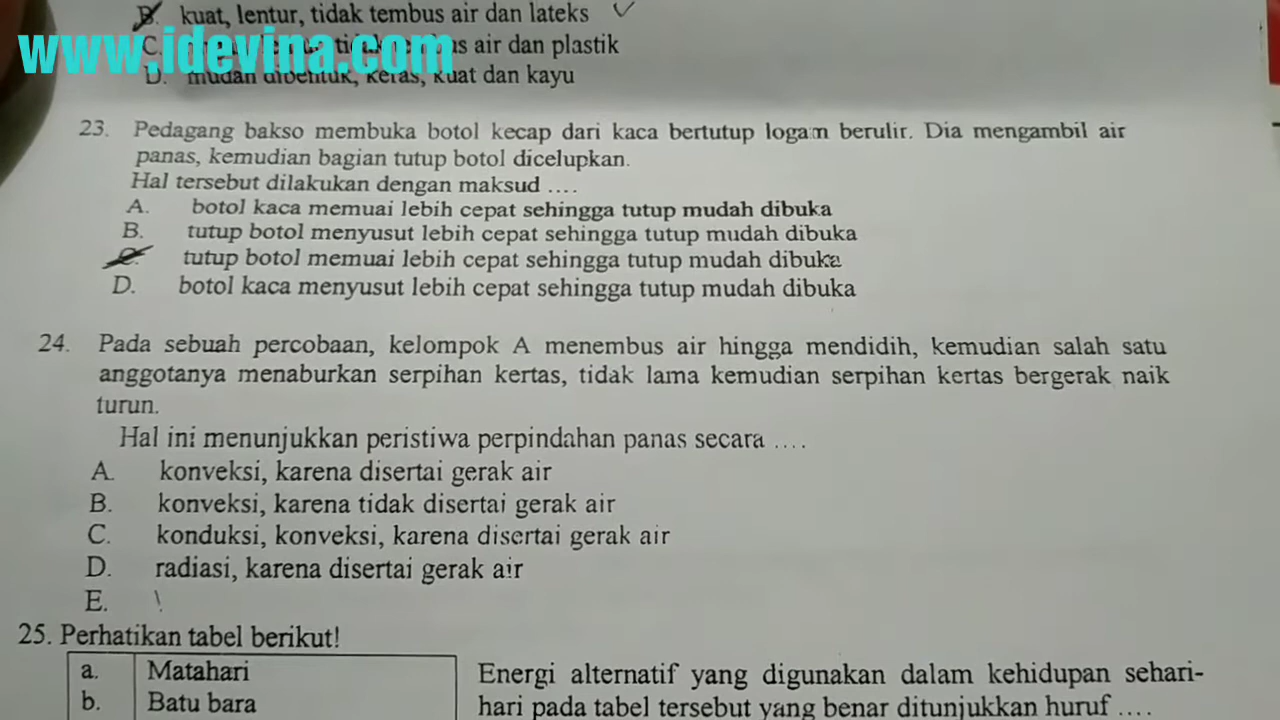 B. kuat, lentur, tidak tembus air dan lateks
www.idevina.com
C. air dan plastik
D. mudah dibentuk, keras, kuat dan kayu
23. Pedagang bakso membuka botol kecap dari kaca bertutup logam berulir. Dia mengambil air
panas, kemudian bagian tutup botol dicelupkan.
Hal tersebut dilakukan dengan maksud ....
A. botol kaca memuai lebih cepat sehingga tutup mudah dibuka
B. tutup botol menyusut lebih cepat sehingga tutup mudah dibuka
C. tutup botol memuai lebih cepat sehingga tutup mudah dibuka
D. botol kaca menyusut lebih cepat sehingga tutup mudah dibuka
24. Pada sebuah percobaan, kelompok A menembus air hingga mendidih, kemudian salah satu
anggotanya menaburkan serpihan kertas, tidak lama kemudian serpihan kertas bergerak naik
turun.
Hal ini menunjukkan peristiwa perpindahan panas secara ....
A. konveksi, karena disertai gerak air
B. konveksi, karena tidak disertai gerak air
C. konduksi, konveksi, karena disertai gerak air
D. radiasi, karena disertai gerak air
E. \
25. Perhatikan tabel berikut!
a. Matahari
b. Batu bara
Energi alternatif yang digunakan dalam kehidupan sehari-
hari pada tabel tersebut yang benar ditunjukkan huruf ....